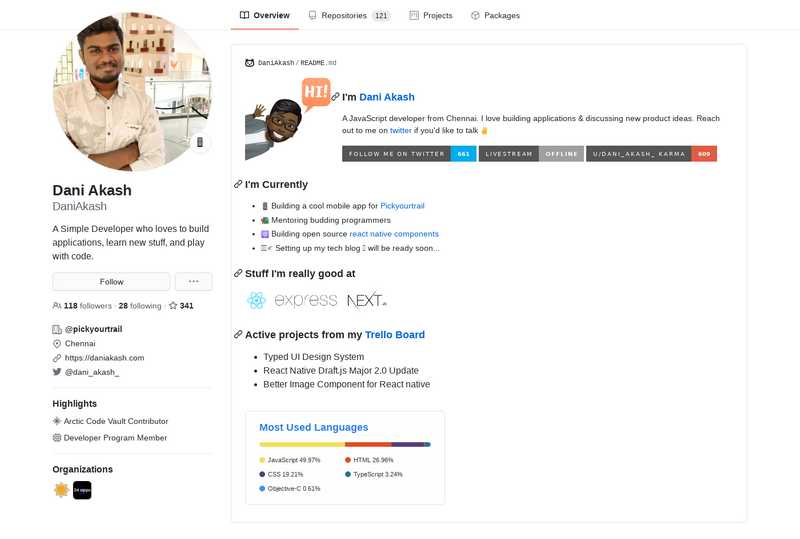 Overview
Repositories 121
Projects
Packages
Dani Akash
DaniAkash
A Simple Developer who loves to build
applications, learn new stuff, and play
with code.
Follow
118 followers · 28 following · 341
@pickyourtrail
Chennai
https://daniakash.com
@dani_akash_
Highlights
Arctic Code Vault Contributor
Developer Program Member
Organizations
DaniAkash / README.md
HI!
I'm Dani Akash
A JavaScript developer from Chennai. I love building applications & discussing new product ideas. Reach
out to me on twitter if you'd like to talk ✌
FOLLOW ME ON TWITTER 661
LIVESTREAM OFFLINE
U/DANI_AKASH_ KARMA 609
I'm Currently
Building a cool mobile app for Pickyourtrail
Mentoring budding programmers
Building open source react native components
Setting up my tech blog will be ready soon...
Stuff I'm really good at
express NEXT.JS
Active projects from my Trello Board
Typed UI Design System
React Native Draft.js Major 2.0 Update
Better Image Component for React native
Most Used Languages
JavaScript 49.97%
HTML 26.96%
CSS 19.21%
TypeScript 3.24%
Objective-C 0.61%